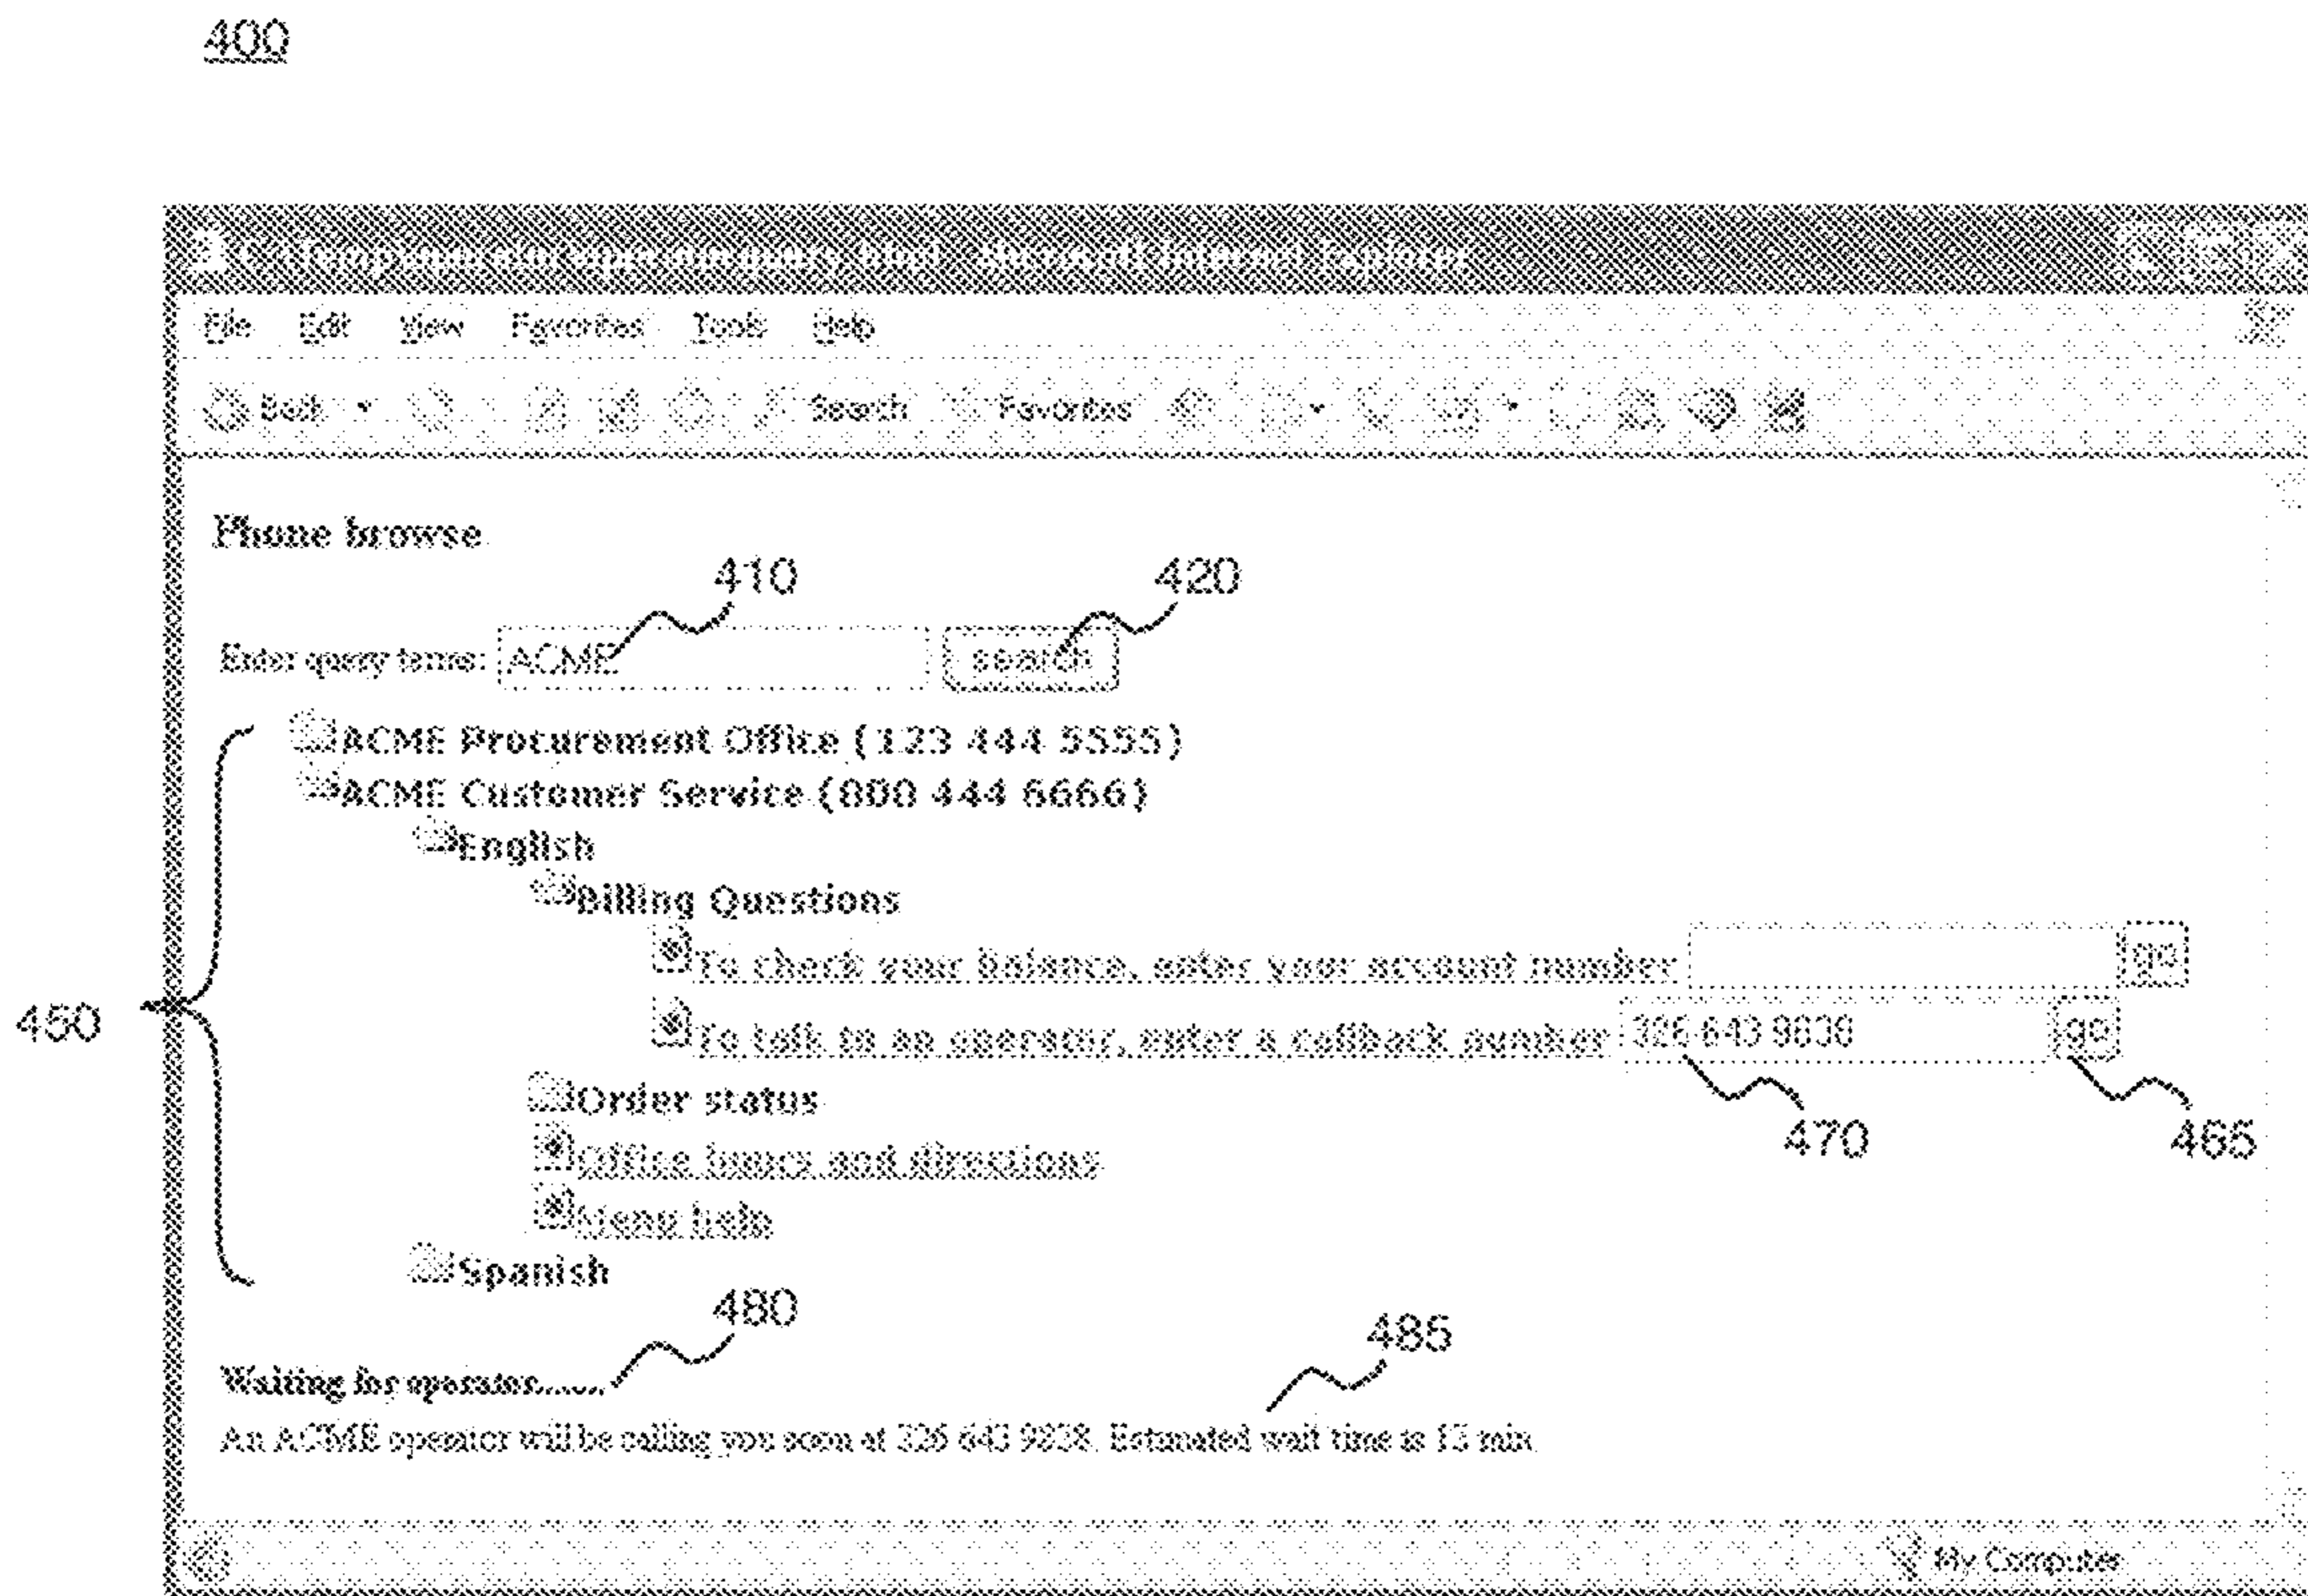 400
Microsoft Internet Explorer
File Edit View Favorites Tools Help
Back Search Favorites
Phone browse
410 420
Enter query terms: ACME search
ACME Procurement Office (123 444 5555)
ACME Customer Service (800 444 6666)
English
Billing Questions
To check your balance, enter your account number go
450
To talk to an operator, enter a callback number 326 643 9838 go
Order status
470 465
Office hours and directions
Menu help
Spanish
480
485
Waiting for operator.......
An ACME operator will be calling you soon at 326 643 9838. Estimated wait time is 15 min
My Computer